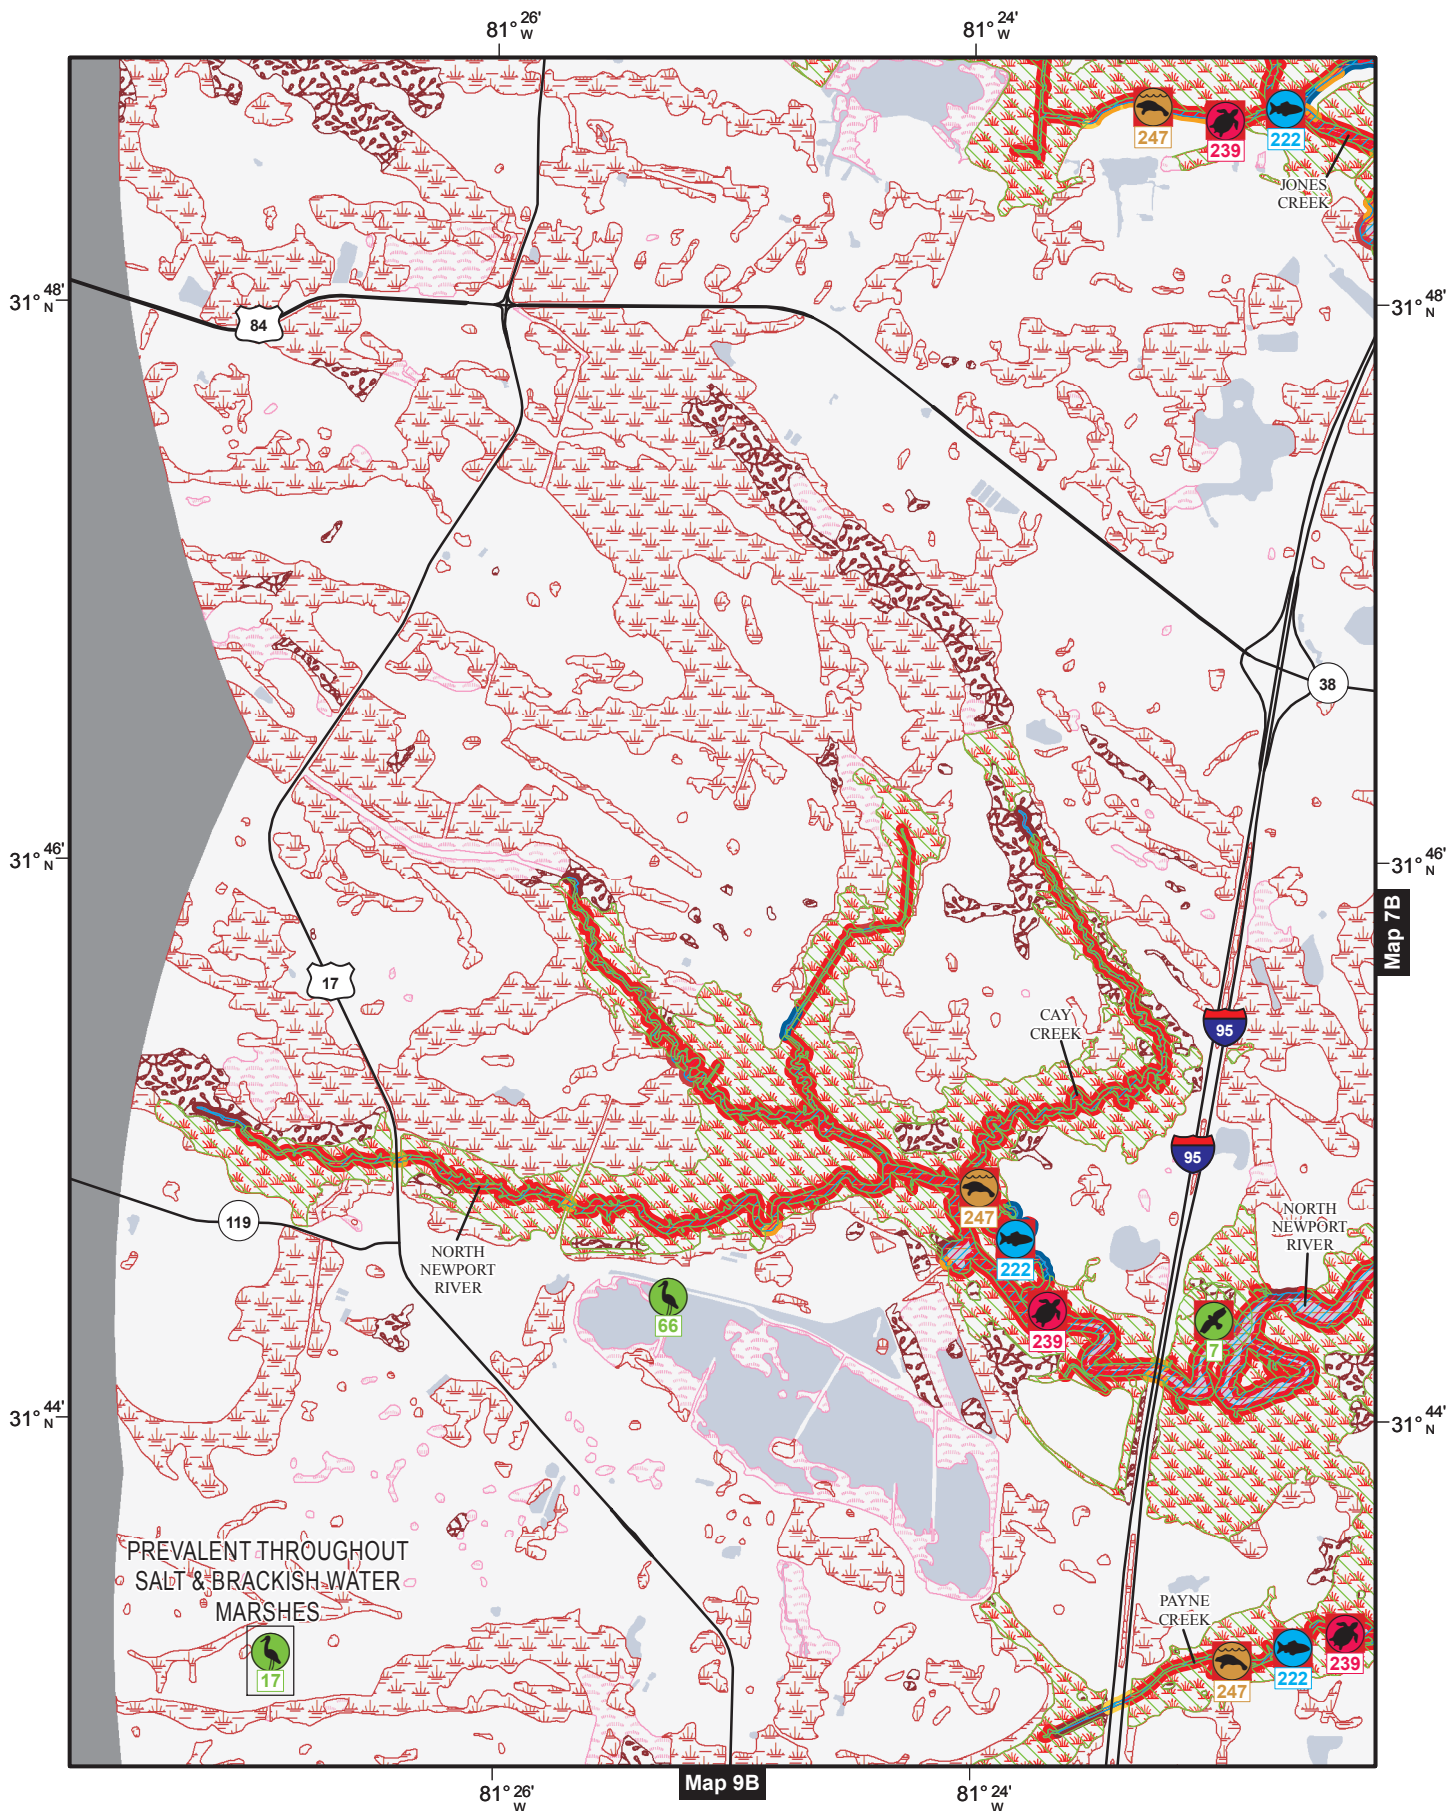 81° 26' W
81° 24' W
247
239
222
JONES
CREEK
31° 48' N
31° 48' N
84
38
31° 46' N
31° 46' N
Map 7B
17
95
CAY
CREEK
95
119
247
NORTH
NEWPORT
RIVER
222
NORTH
NEWPORT
RIVER
66
239
7
31° 44' N
31° 44' N
PREVALENT THROUGHOUT
SALT & BRACKISH WATER
MARSHES
17
PAYNE
CREEK
247
222
239
Map 9B
81° 26' W
81° 24' W